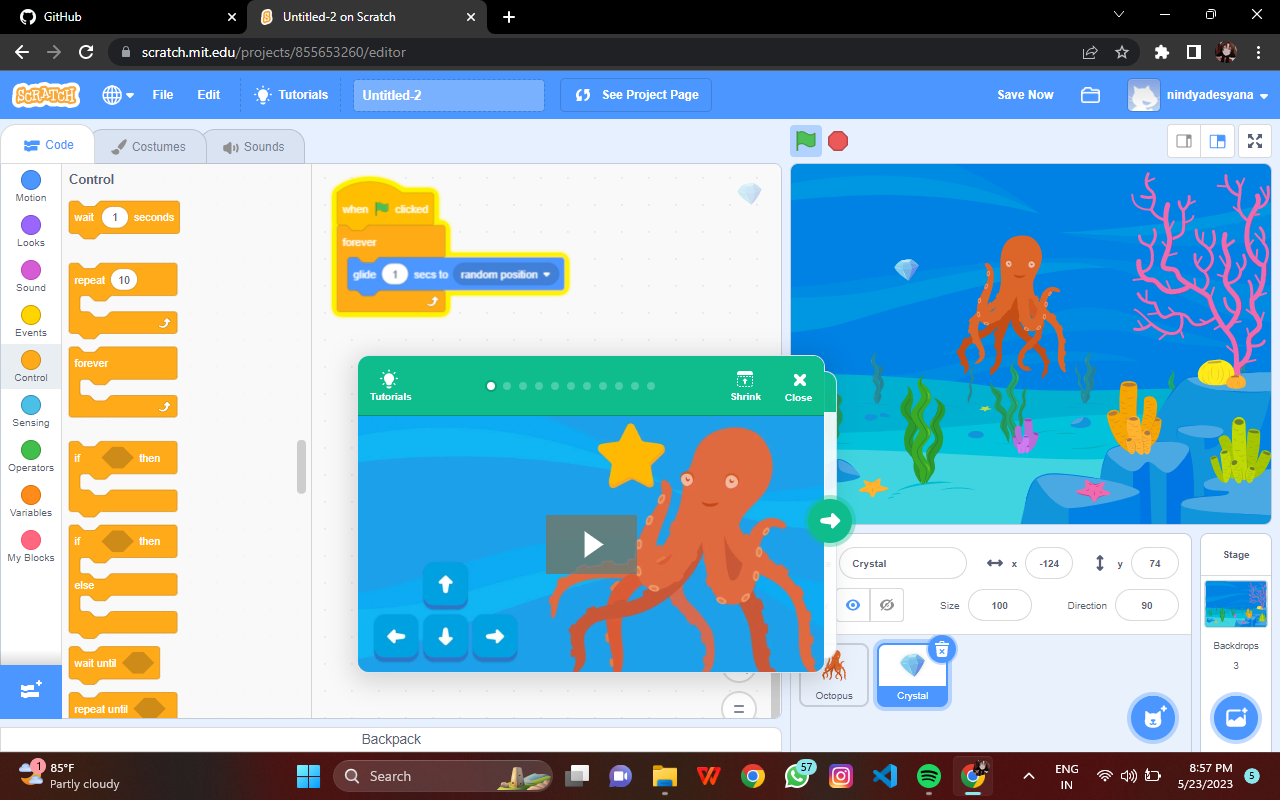 GitHub
Untitled-2 on Scratch
scratch.mit.edu/projects/855653260/editor
SCRATCH
File
Edit
Tutorials
Untitled-2
See Project Page
Save Now
nindyadesyana
Code
Costumes
Sounds
Motion
Looks
Sound
Events
Control
Sensing
Operators
Variables
My Blocks
Control
wait 1 seconds
repeat 10
forever
if then
if then
else
wait until
repeat until
when clicked
forever
glide 1 secs to random position
Tutorials
Shrink
Close
Crystal
x
-124
y
74
Size
100
Direction
90
Octopus
Crystal
Stage
Backdrops
3
Backpack
1
85°F
Partly cloudy
Search
57
ENG
IN
8:57 PM
5/23/2023
5